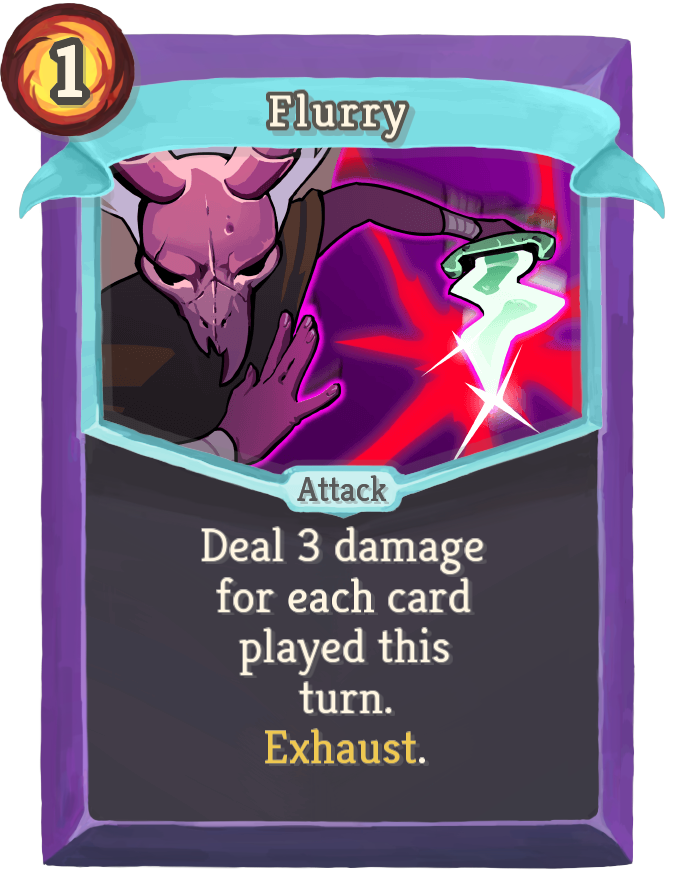 1
Flurry
Attack
Deal 3 damage
for each card
played this
turn.
Exhaust.